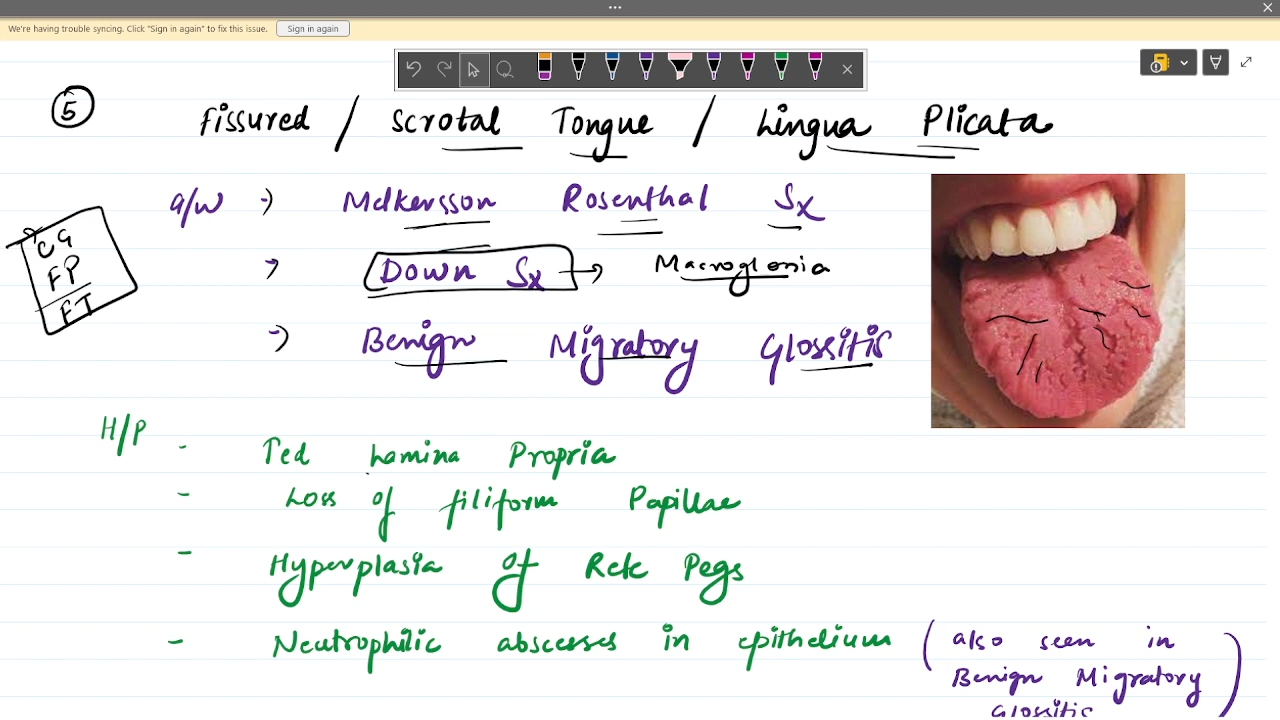 We're having trouble syncing. Click "Sign in again" to fix this issue. Sign in again
5
Fissured / Scrotal Tongue / Lingua Plicata
a/w → Melkersson Rosenthal Sx
→ Down Sx → Macroglossia
→ Benign Migratory Glossitis
CG
FP
FT
H/P - ↑ed Lamina Propria
- Loss of filiform Papillae
- Hyperplasia of Rete Pegs
- Neutrophilic abscesses in epithelium (also seen in
Benign Migratory
Glossitis)